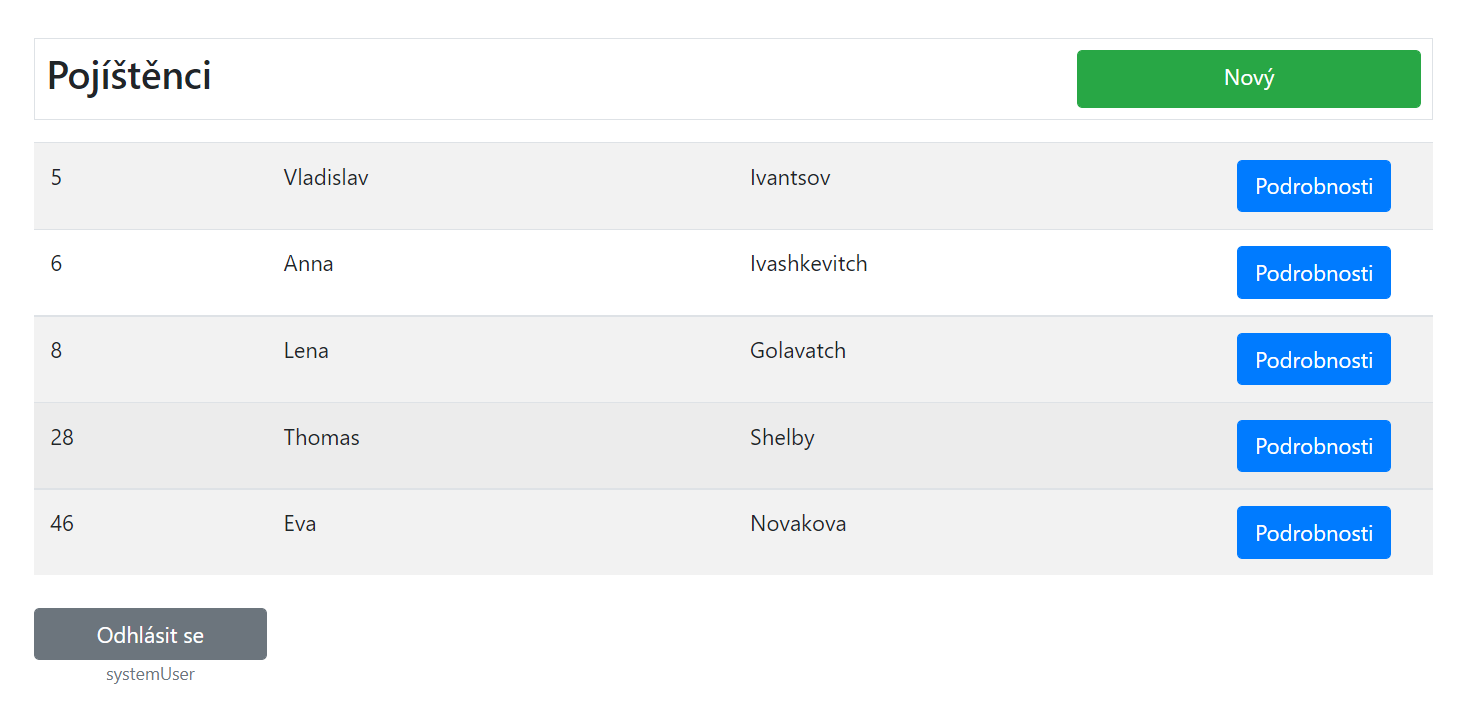 Pojíštěnci
Nový
5 Vladislav Ivantsov Podrobnosti
6 Anna Ivashkevitch Podrobnosti
8 Lena Golavatch Podrobnosti
28 Thomas Shelby Podrobnosti
46 Eva Novakova Podrobnosti
Odhlásit se
systemUser